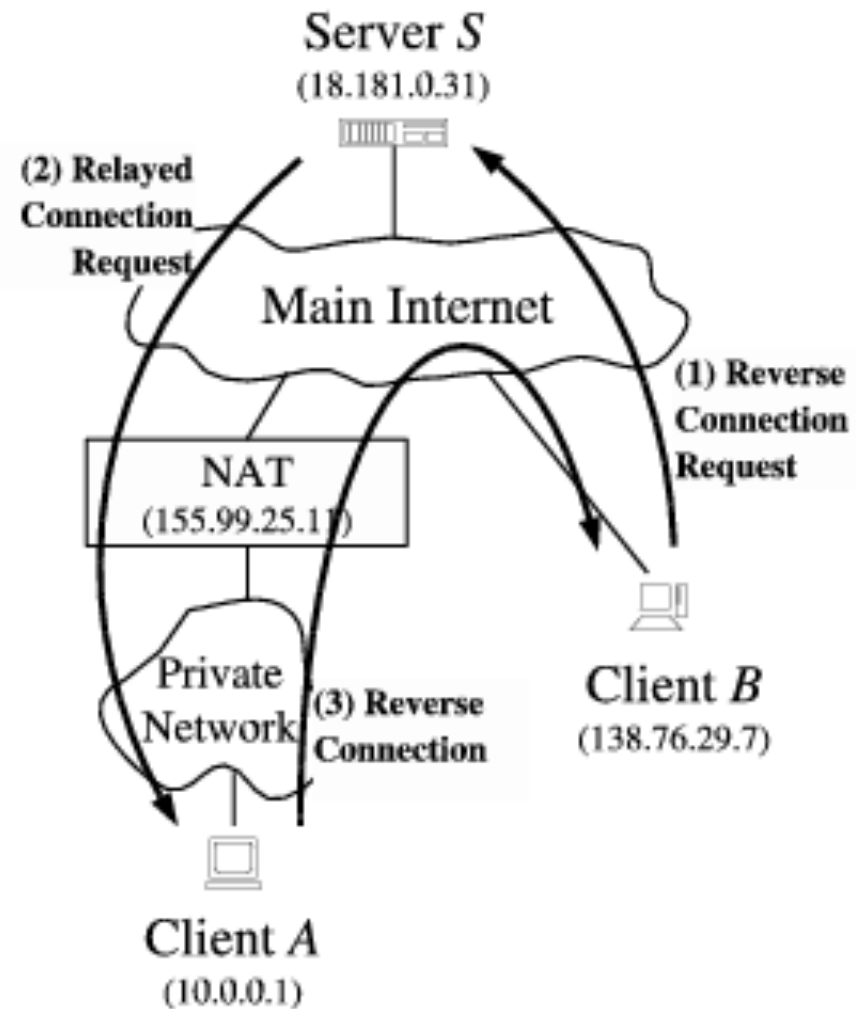 Server S
(18.181.0.31)
(2) Relayed
Connection
Request
Main Internet
(1) Reverse
Connection
Request
NAT
(155.99.25.11)
Private
Network
(3) Reverse
Connection
Client B
(138.76.29.7)
Client A
(10.0.0.1)